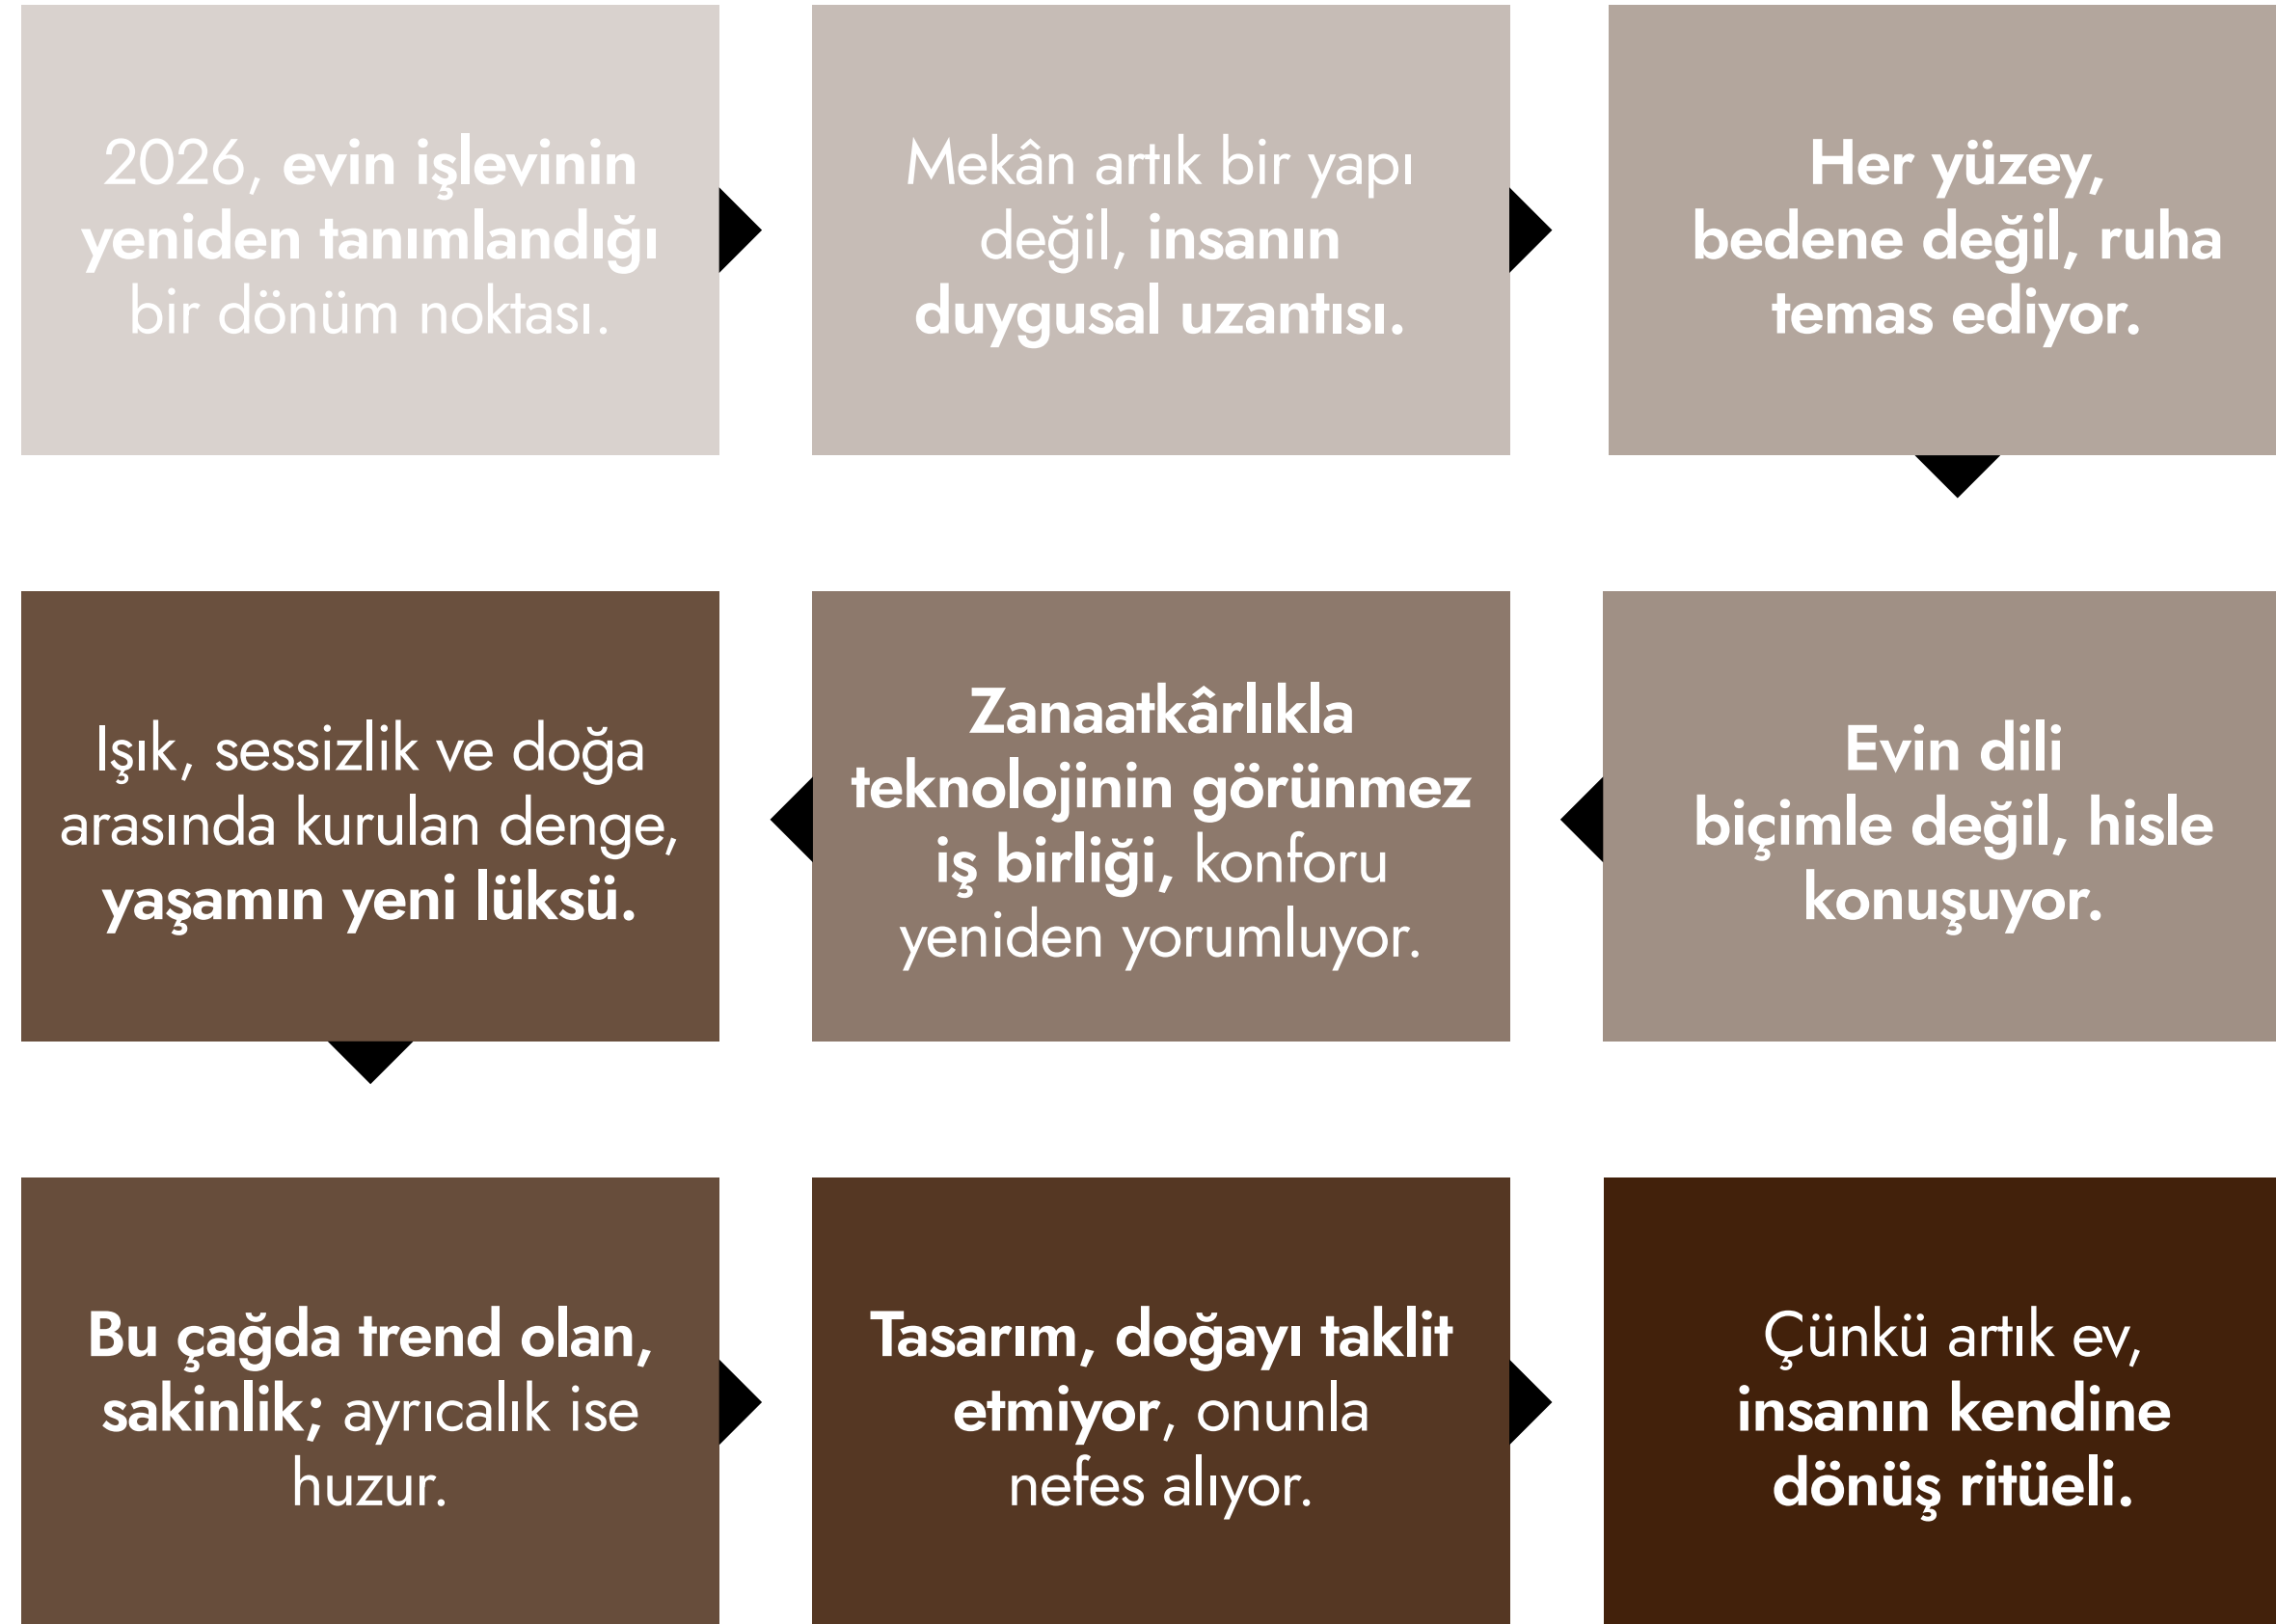 2026, evin işlevinin
yeniden tanımlandığı
bir dönüm noktası.
Mekân artık bir yapı
değil, insanın
duygusal uzantısı.
Her yüzey,
bedene değil, ruha
temas ediyor.
Evin dili
biçimle değil, hisle
konuşuyor.
Zanaatkârlıkla
teknolojinin görünmez
iş birliği, konforu
yeniden yorumluyor.
Işık, sessizlik ve doğa
arasında kurulan denge,
yaşamın yeni lüksü.
Bu çağda trend olan,
sakinlik; ayrıcalık ise
huzur.
Tasarım, doğayı taklit
etmiyor, onunla
nefes alıyor.
Çünkü artık ev,
insanın kendine
dönüş ritüeli.